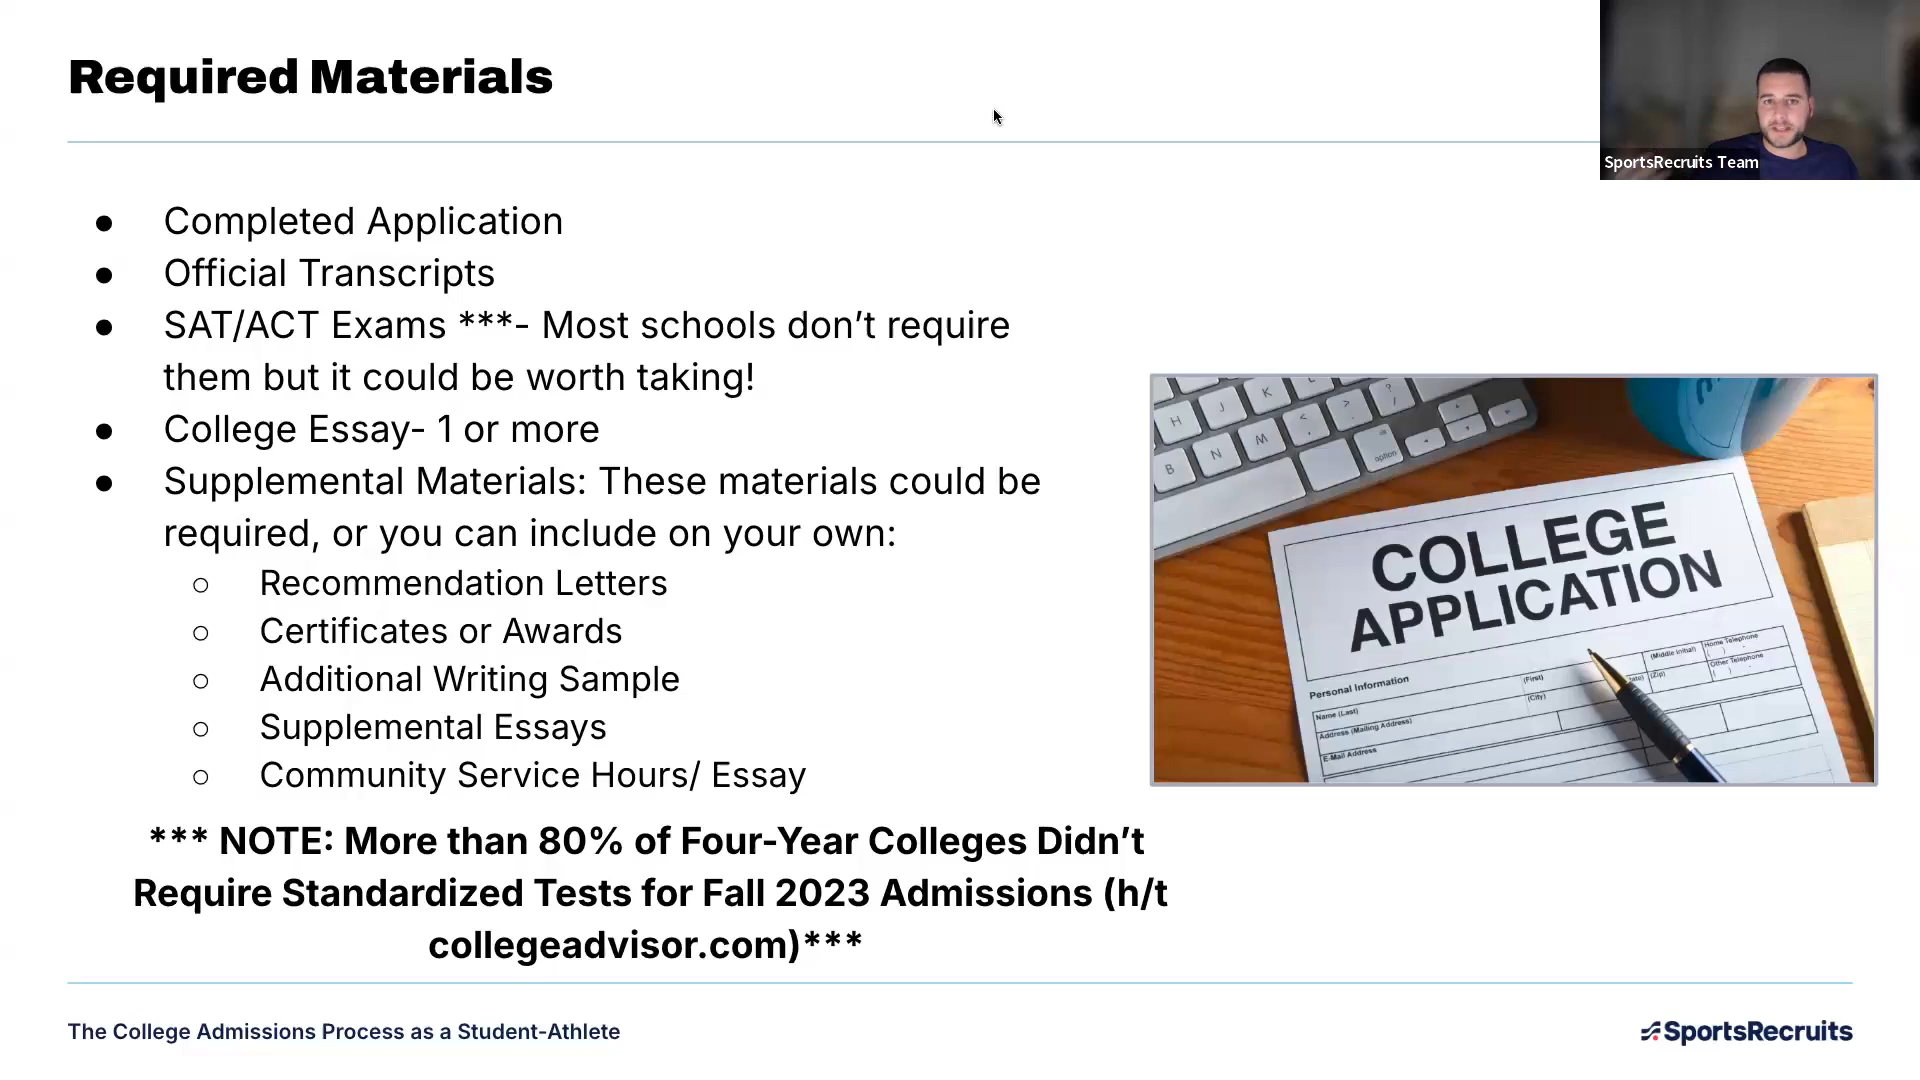 Required Materials
SportsRecruits Team
● Completed Application
● Official Transcripts
● SAT/ACT Exams ***- Most schools don’t require
them but it could be worth taking!
● College Essay- 1 or more
● Supplemental Materials: These materials could be
required, or you can include on your own:
○ Recommendation Letters
○ Certificates or Awards
○ Additional Writing Sample
○ Supplemental Essays
○ Community Service Hours/ Essay
*** NOTE: More than 80% of Four-Year Colleges Didn’t
Require Standardized Tests for Fall 2023 Admissions (h/t
collegeadvisor.com)***
H J K L
B N M < , > . ? /
option
COLLEGE
APPLICATION
Personal Information
Name (Last) (First) (Middle Initial) Home Telephone
Address (Mailing Address) (City) (Zip) Other Telephone
E-Mail Address
The College Admissions Process as a Student-Athlete
SportsRecruits